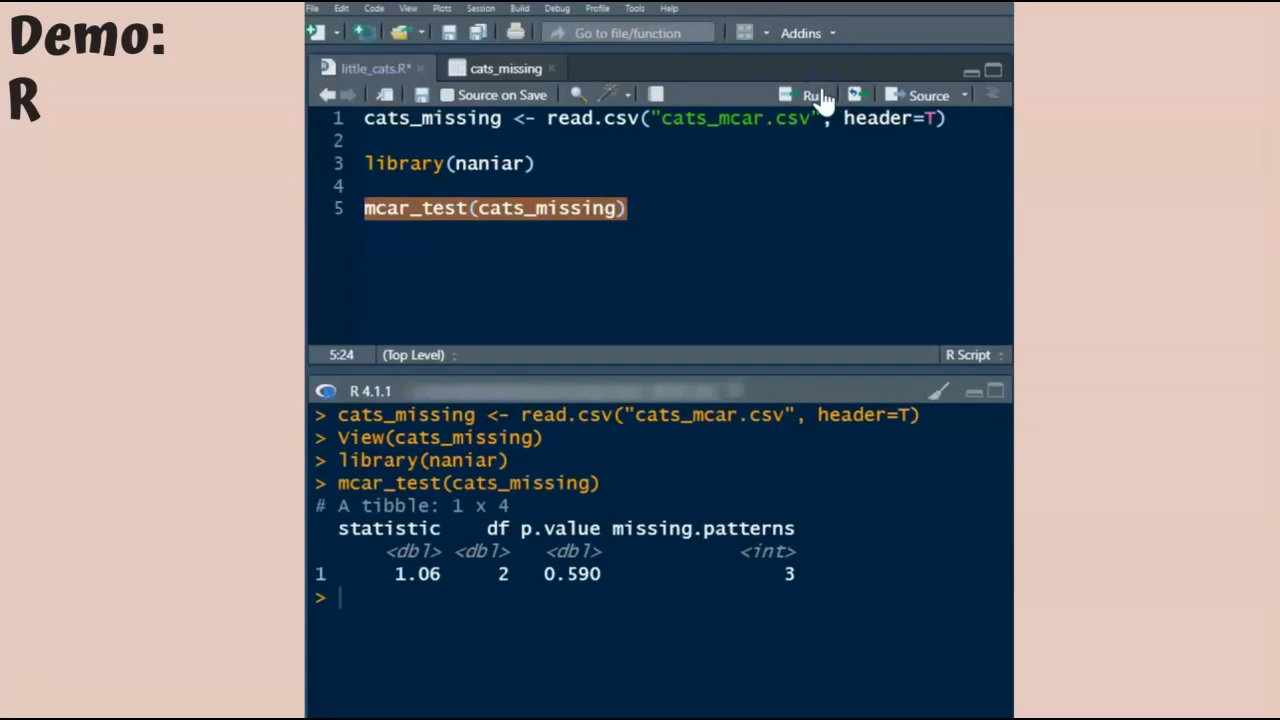 Demo:
R
File Edit Code View Plots Session Build Debug Profile Tools Help
Go to file/function Addins
little_cats.R* cats_missing
Source on Save Run Source
1 cats_missing <- read.csv("cats_mcar.csv", header=T)
2
3 library(naniar)
4
5 mcar_test(cats_missing)
5:24 (Top Level) R Script
R 4.1.1
> cats_missing <- read.csv("cats_mcar.csv", header=T)
> View(cats_missing)
> library(naniar)
> mcar_test(cats_missing)
# A tibble: 1 x 4
statistic df p.value missing.patterns
<dbl> <dbl> <dbl> <int>
1 1.06 2 0.590 3
>